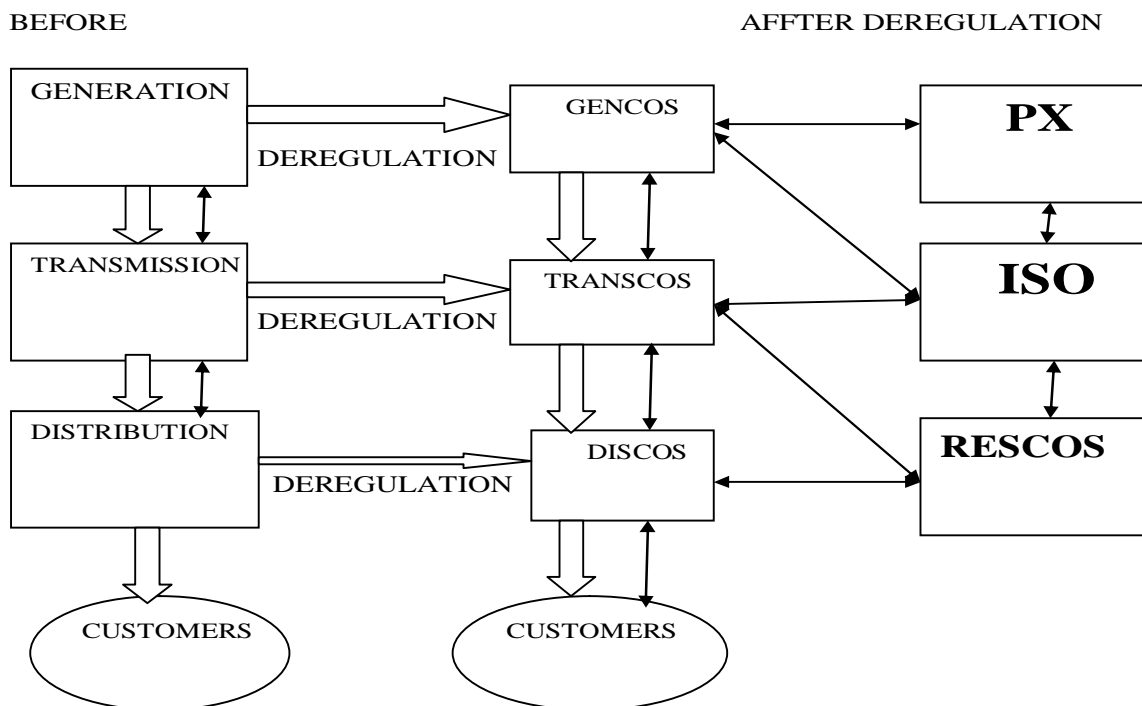 BEFORE
AFFTER DEREGULATION
GENERATION
GENCOS
PX
DEREGULATION
TRANSMISSION
TRANSCOS
ISO
DEREGULATION
DISTRIBUTION
DISCOS
RESCOS
DEREGULATION
CUSTOMERS
CUSTOMERS